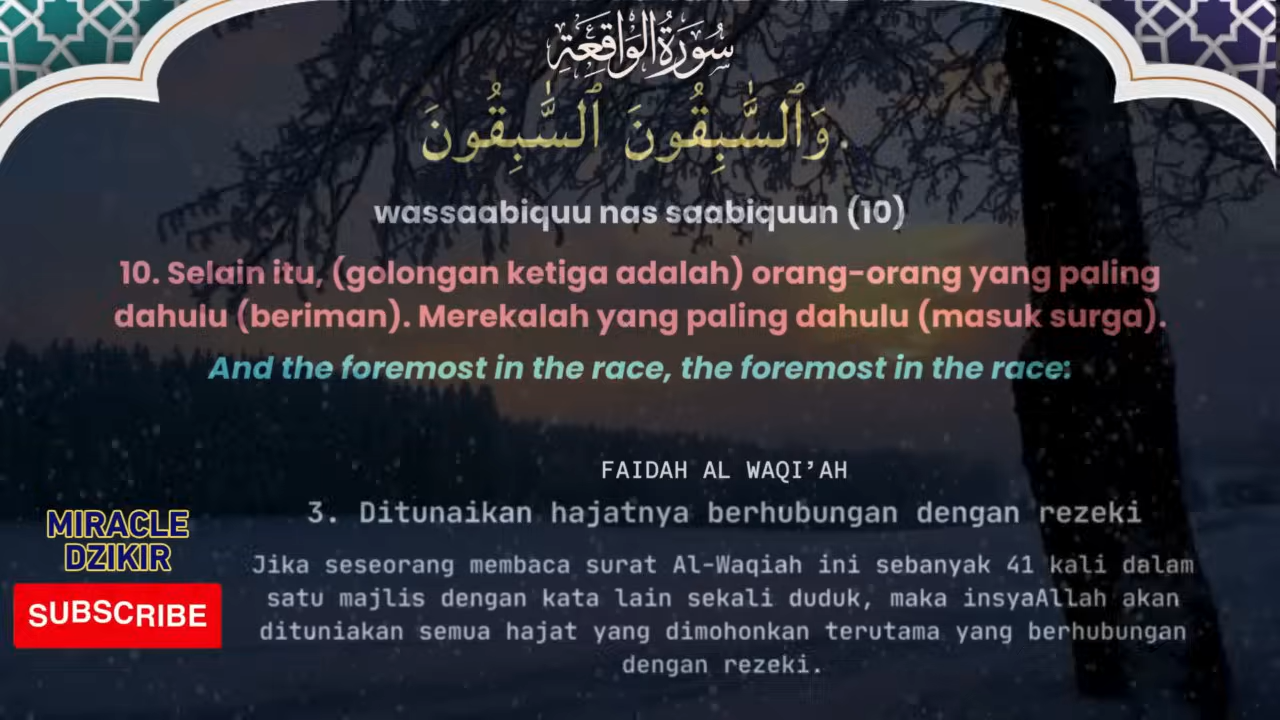 سُورَةُ الْوَاقِعَةِ
وَٱلسَّٰبِقُونَ ٱلسَّٰبِقُونَ.
wassaabiquu nas saabiquun (10)
10. Selain itu, (golongan ketiga adalah) orang-orang yang paling
dahulu (beriman). Merekalah yang paling dahulu (masuk surga).
And the foremost in the race, the foremost in the race:
FAIDAH AL WAQI’AH
3. Ditunaikan hajatnya berhubungan dengan rezeki
Jika seseorang membaca surat Al-Waqiah ini sebanyak 41 kali dalam
satu majlis dengan kata lain sekali duduk, maka insyaAllah akan
dituniakan semua hajat yang dimohonkan terutama yang berhubungan
dengan rezeki.
MIRACLE
DZIKIR
SUBSCRIBE